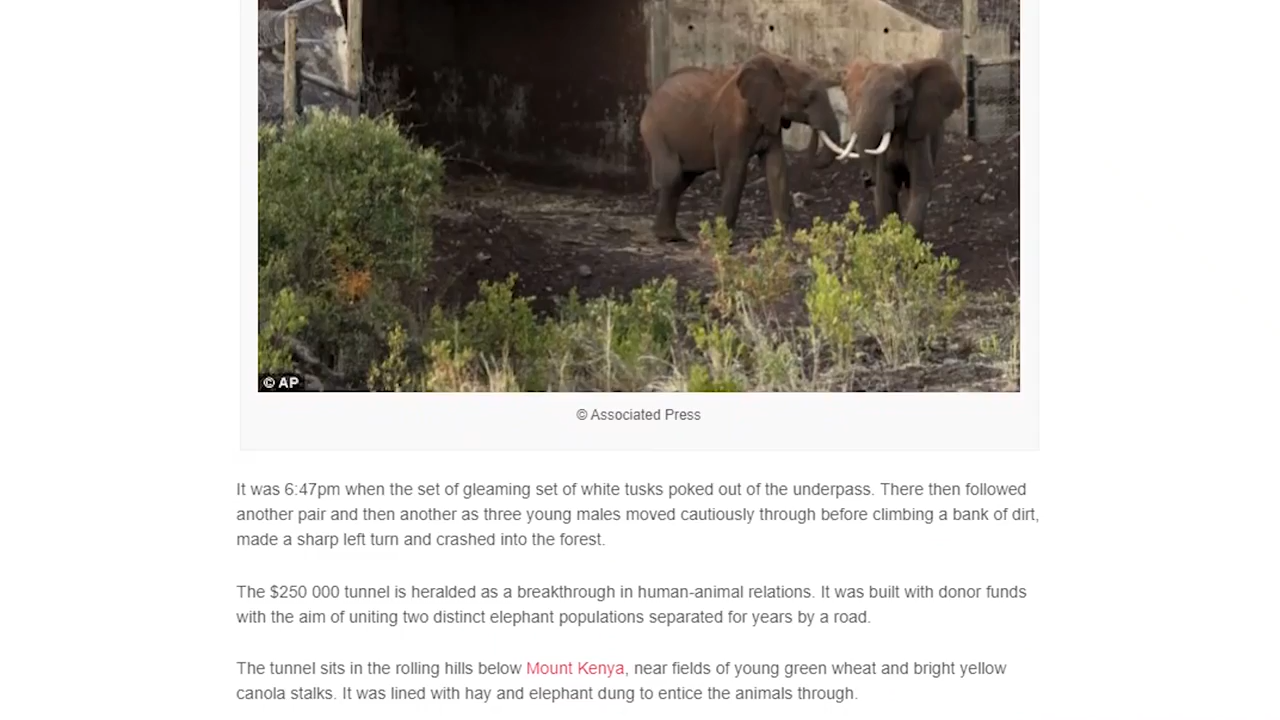 © AP
© Associated Press
It was 6:47pm when the set of gleaming set of white tusks poked out of the underpass. There then followed
another pair and then another as three young males moved cautiously through before climbing a bank of dirt,
made a sharp left turn and crashed into the forest.
The $250 000 tunnel is heralded as a breakthrough in human-animal relations. It was built with donor funds
with the aim of uniting two distinct elephant populations separated for years by a road.
The tunnel sits in the rolling hills below Mount Kenya, near fields of young green wheat and bright yellow
canola stalks. It was lined with hay and elephant dung to entice the animals through.